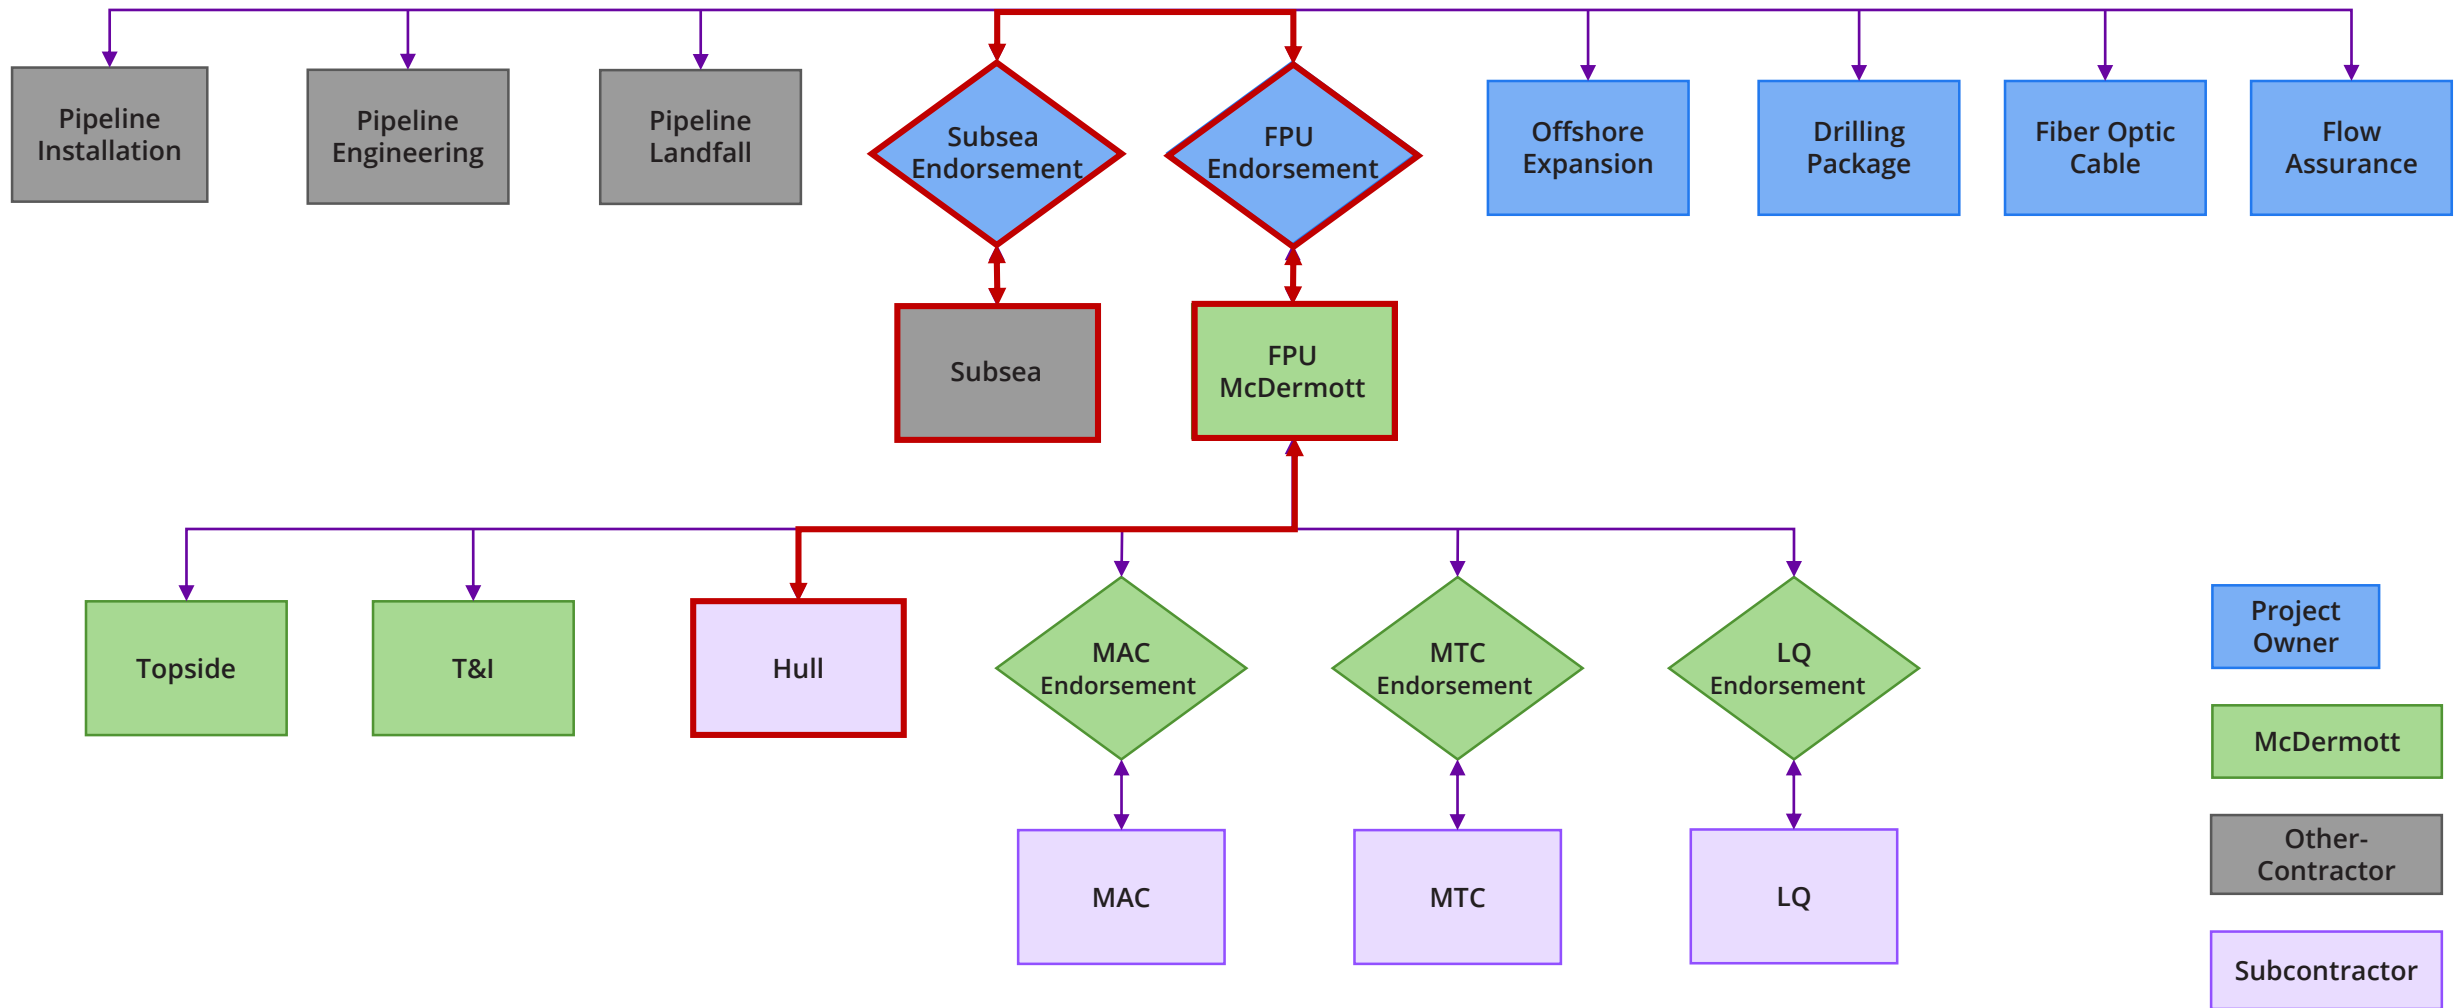 Pipeline
Installation
Pipeline
Engineering
Pipeline
Landfall
Subsea
Endorsement
FPU
Endorsement
Offshore
Expansion
Drilling
Package
Fiber Optic
Cable
Flow
Assurance
Subsea
FPU
McDermott
Topside
T&I
Hull
MAC
Endorsement
MTC
Endorsement
LQ
Endorsement
MAC
MTC
LQ
Project
Owner
McDermott
Other-
Contractor
Subcontractor